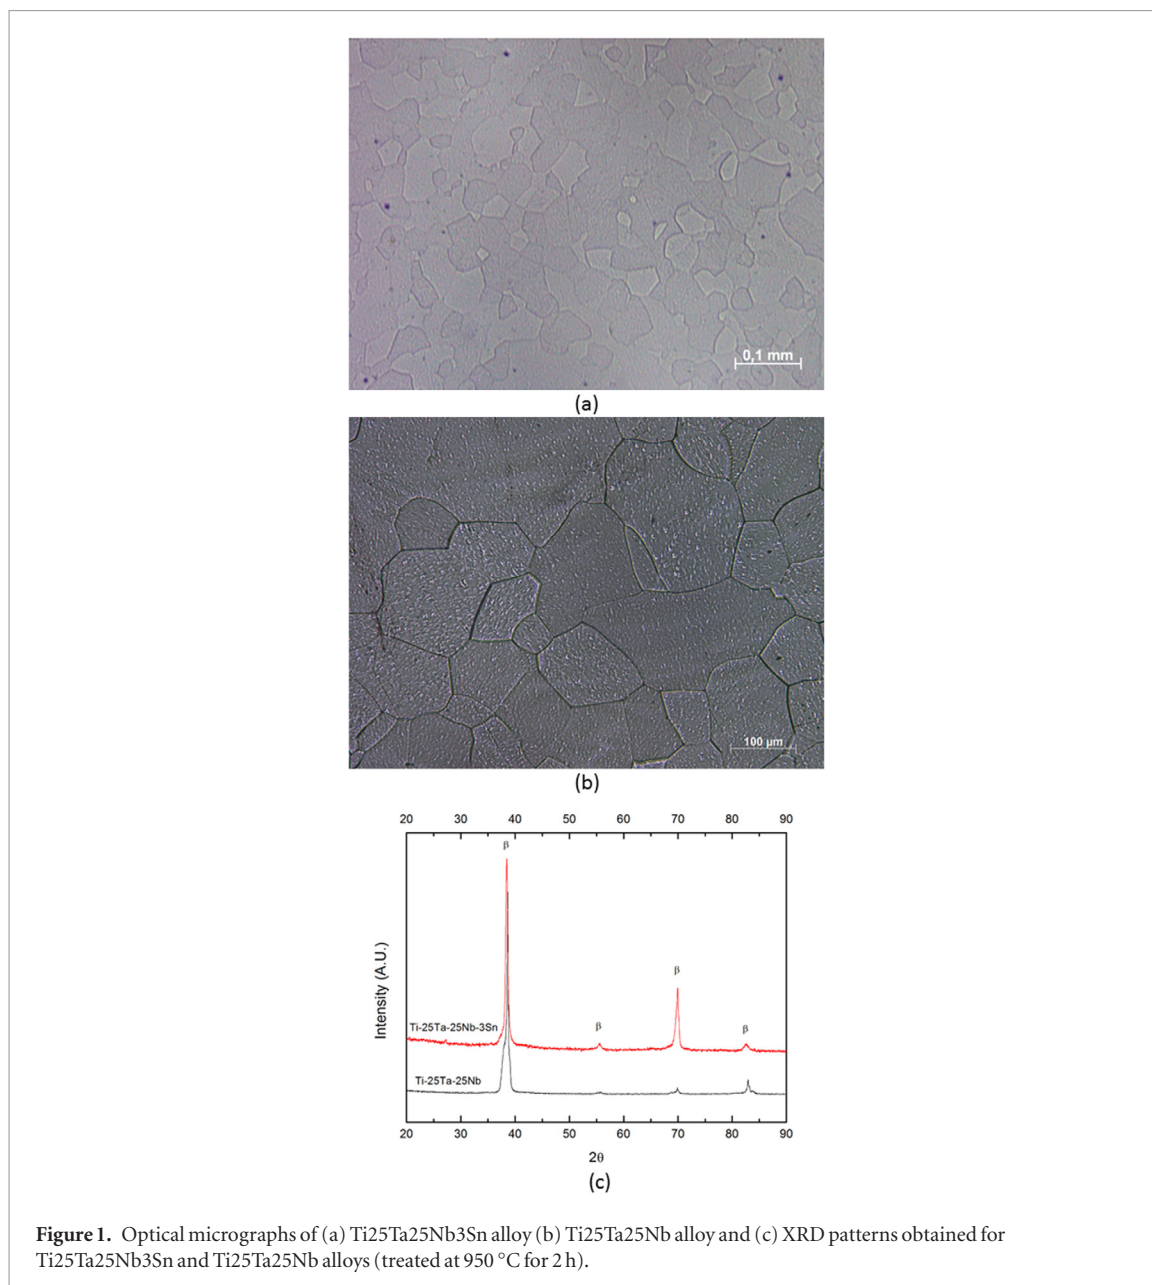 0,1 mm
(a)
100 µm
(b)
20 30 40 50 60 70 80 90
β
β
β
β
Intensity (A.U.)
Ti-25Ta-25Nb-3Sn
Ti-25Ta-25Nb
20 30 40 50 60 70 80 90
2θ
(c)
Figure 1. Optical micrographs of (a) Ti25Ta25Nb3Sn alloy (b) Ti25Ta25Nb alloy and (c) XRD patterns obtained for
Ti25Ta25Nb3Sn and Ti25Ta25Nb alloys (treated at 950 °C for 2 h).